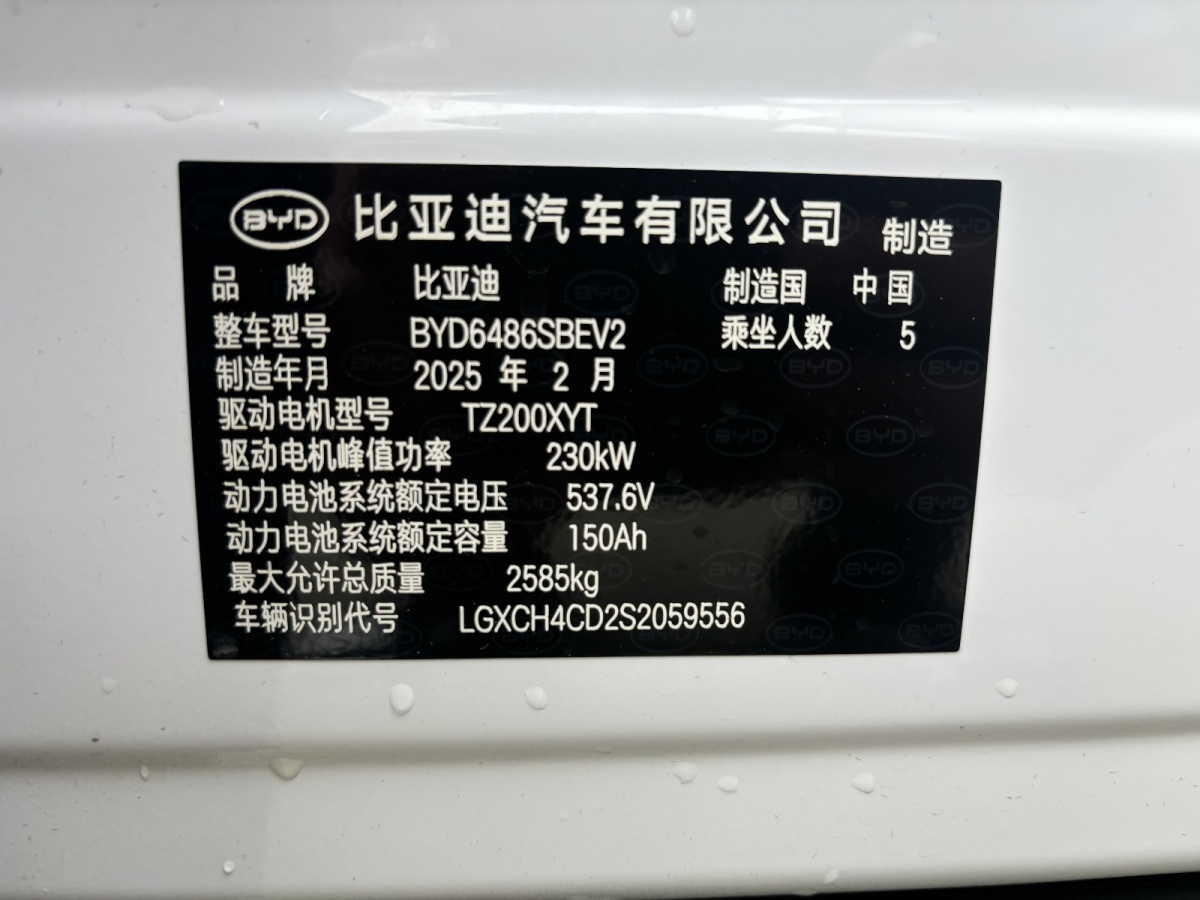 BYD 比亚迪汽车有限公司 制造
品 牌 比亚迪 制造国 中国
整车型号 BYD6486SBEV2 乘坐人数 5
制造年月 2025 年 2 月
驱动电机型号 TZ200XYT
驱动电机峰值功率 230kW
动力电池系统额定电压 537.6V
动力电池系统额定容量 150Ah
最大允许总质量 2585kg
车辆识别代号 LGXCH4CD2S2059556